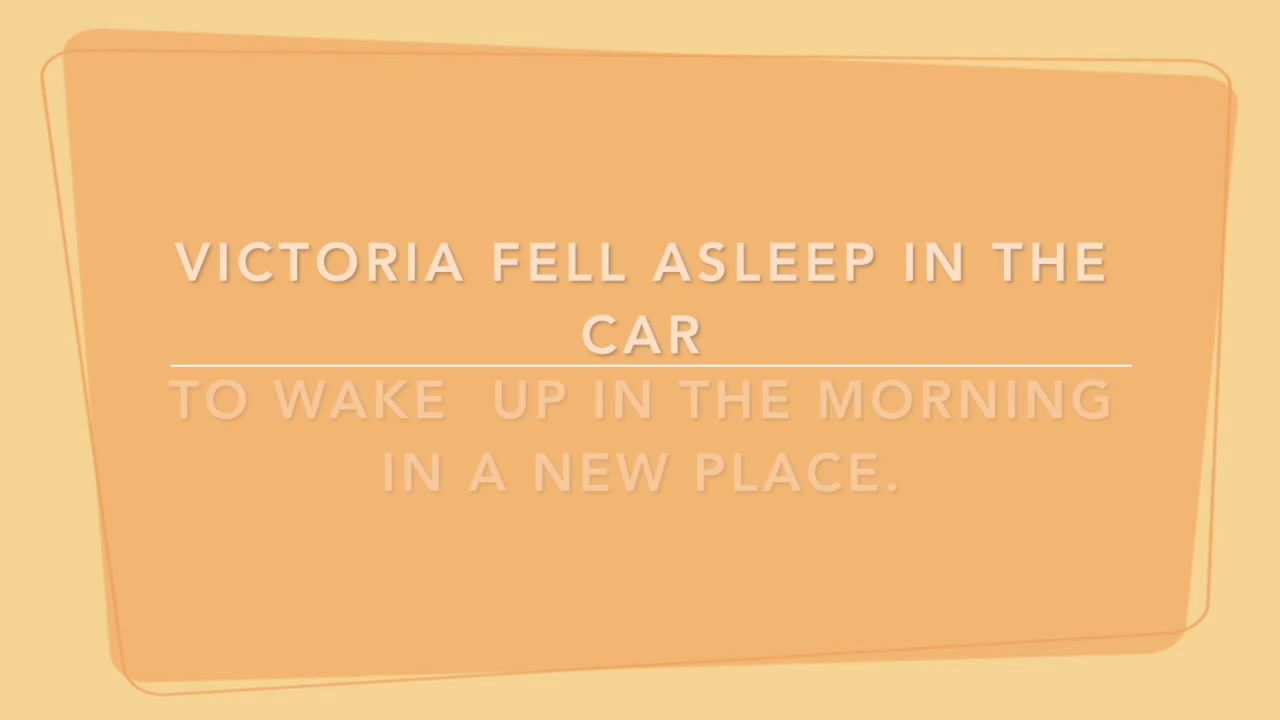 VICTORIA FELL ASLEEP IN THE
CAR
TO WAKE  UP IN THE MORNING
IN A NEW PLACE.